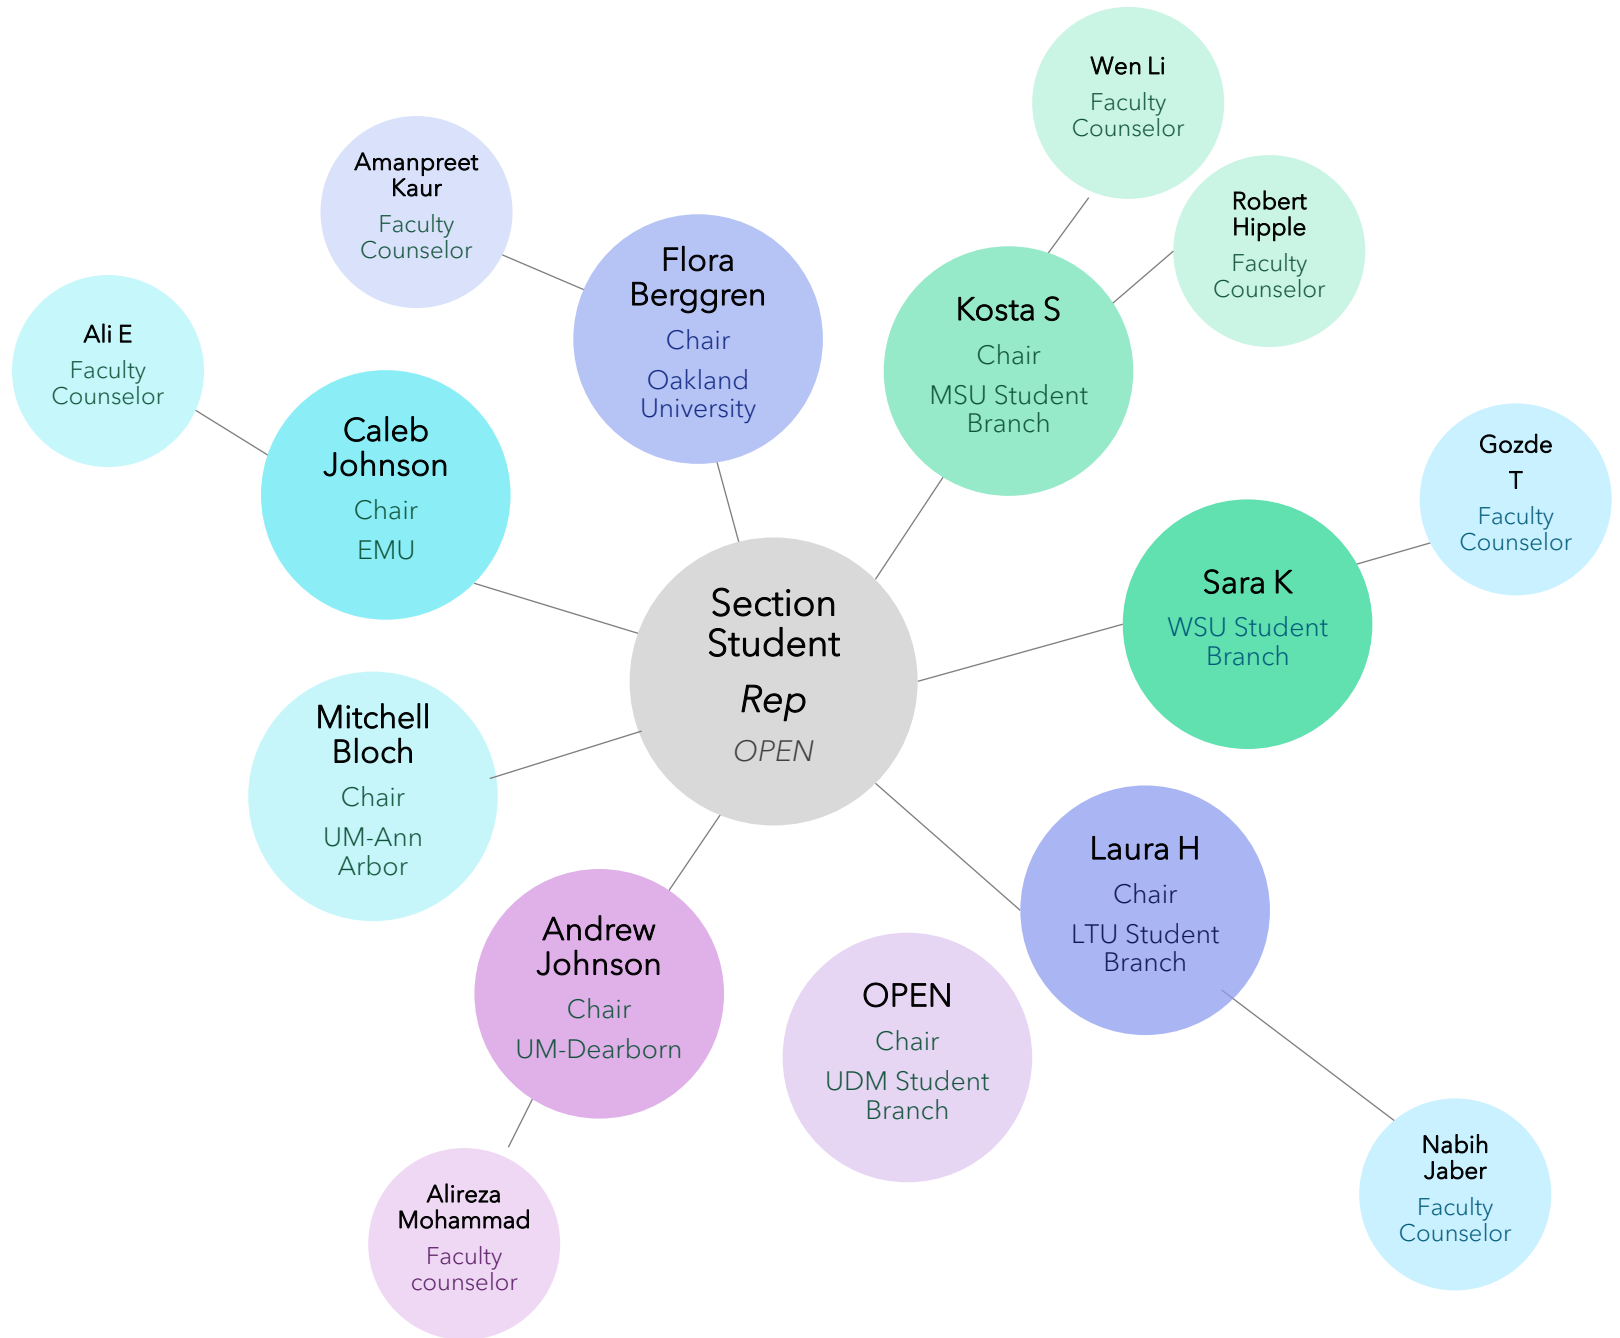 Wen Li
Faculty
Counselor
Robert
Hipple
Faculty
Counselor
Amanpreet
Kaur
Faculty
Counselor
Flora
Berggren
Chair
Oakland
University
Kosta S
Chair
MSU Student
Branch
Ali E
Faculty
Counselor
Caleb
Johnson
Chair
EMU
Gozde
T
Faculty
Counselor
Sara K
WSU Student
Branch
Section
Student
Rep
OPEN
Mitchell
Bloch
Chair
UM-Ann
Arbor
Laura H
Chair
LTU Student
Branch
Andrew
Johnson
Chair
UM-Dearborn
OPEN
Chair
UDM Student
Branch
Nabih
Jaber
Faculty
Counselor
Alireza
Mohammad
Faculty
counselor